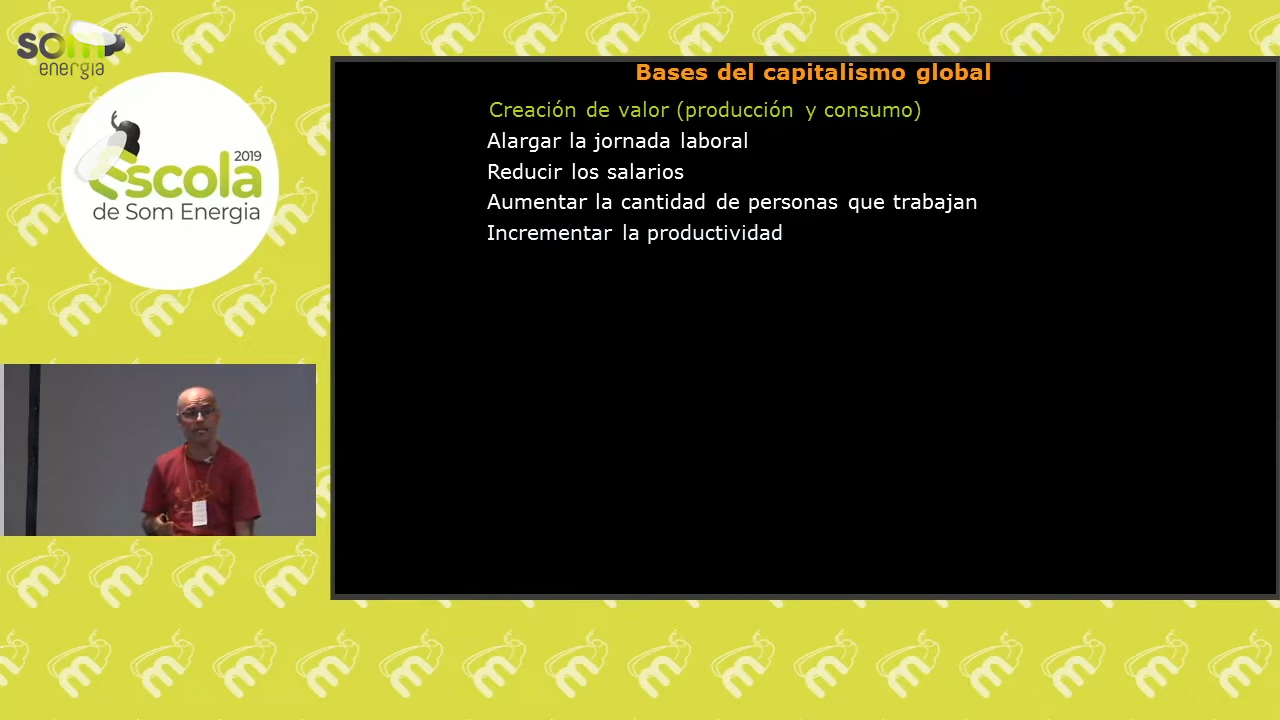 som
energia
2019
Escola
de Som Energia
Bases del capitalismo global
Creación de valor (producción y consumo)
Alargar la jornada laboral
Reducir los salarios
Aumentar la cantidad de personas que trabajan
Incrementar la productividad